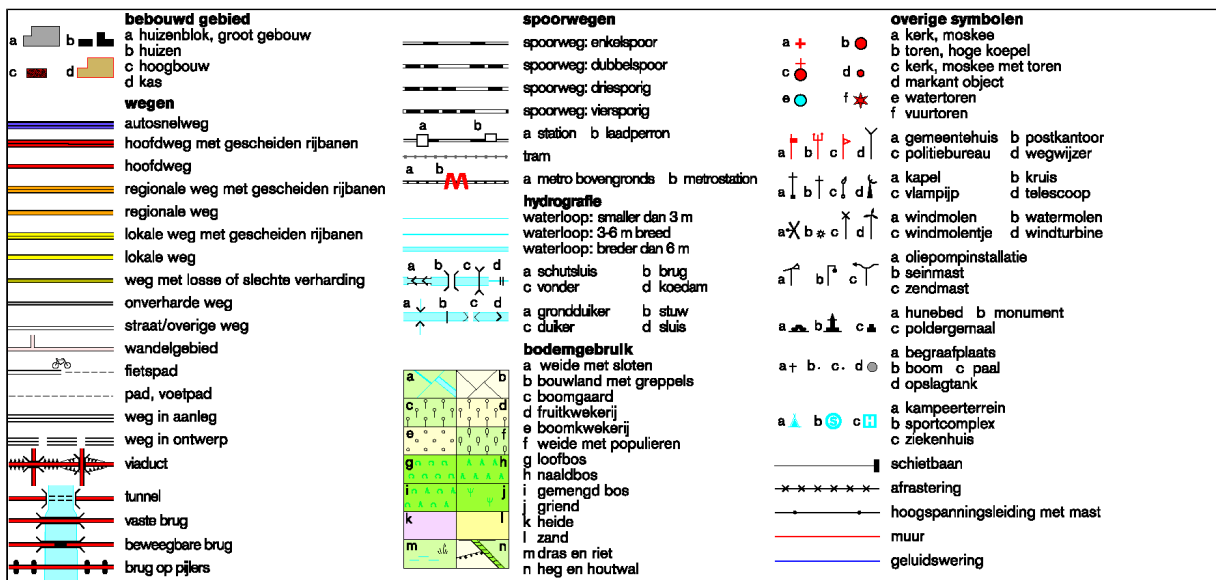 bebouwd gebied
a b
a huizenblok, groot gebouw
b huizen
c d
c hoogbouw
d kas
wegen
autosnelweg
hoofdweg met gescheiden rijbanen
hoofdweg
regionale weg met gescheiden rijbanen
regionale weg
lokale weg met gescheiden rijbanen
lokale weg
weg met losse of slechte verharding
onverharde weg
straat/overige weg
wandelgebied
fietspad
pad, voetpad
weg in aanleg
weg in ontwerp
viaduct
tunnel
vaste brug
beweegbare brug
brug op pijlers
spoorwegen
spoorweg: enkelspoor
spoorweg: dubbelspoor
spoorweg: driesporig
spoorweg: viersporig
a b
a station b laadperron
tram
a b
M
a metro bovengronds b metrostation
hydrografie
waterloop: smaller dan 3 m
waterloop: 3-6 m breed
waterloop: breder dan 6 m
a b c d
a schutsluis b brug
c vonder d koedam
a b c d
a grondduiker b stuw
c duiker d sluis
bodemgebruik
a weide met sloten
b bouwland met greppels
c boomgaard
d fruitkwekerij
e boomkwekerij
f weide met populieren
g loofbos
h naaldbos
i gemengd bos
j griend
k heide
l zand
m dras en riet
n heg en houtwal
a b
c d
e f
g h
i j
k l
m n
overige symbolen
a b
a kerk, moskee
b toren, hoge koepel
c d
c kerk, moskee met toren
d markant object
e f
e watertoren
f vuurtoren
a b c d
a gemeentehuis b postkantoor
c politiebureau d wegwijzer
a b c d
a kapel b kruis
c vlampijp d telescoop
a b c d
a windmolen b watermolen
c windmolentje d windturbine
a b c
a oliepompinstallatie
b seinmast
c zendmast
a b c
a hunebed b monument
c poldergemaal
a b c d
a begraafplaats
b boom c paal
d opslagtank
a b S c H
a kampeerterrein
b sportcomplex
c ziekenhuis
schietbaan
afrastering
hoogspanningsleiding met mast
muur
geluidswering